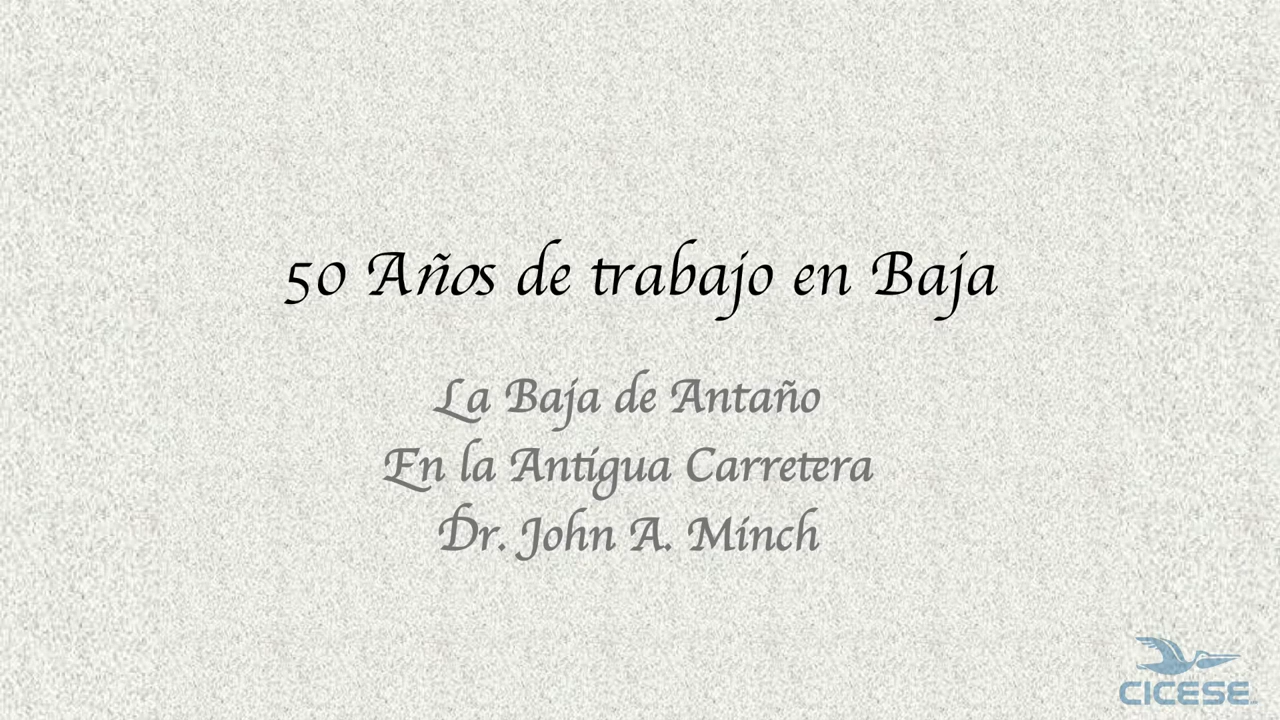 50 Años de trabajo en Baja
La Baja de Antaño
En la Antigua Carretera
Dr. John A. Minch
CICESE